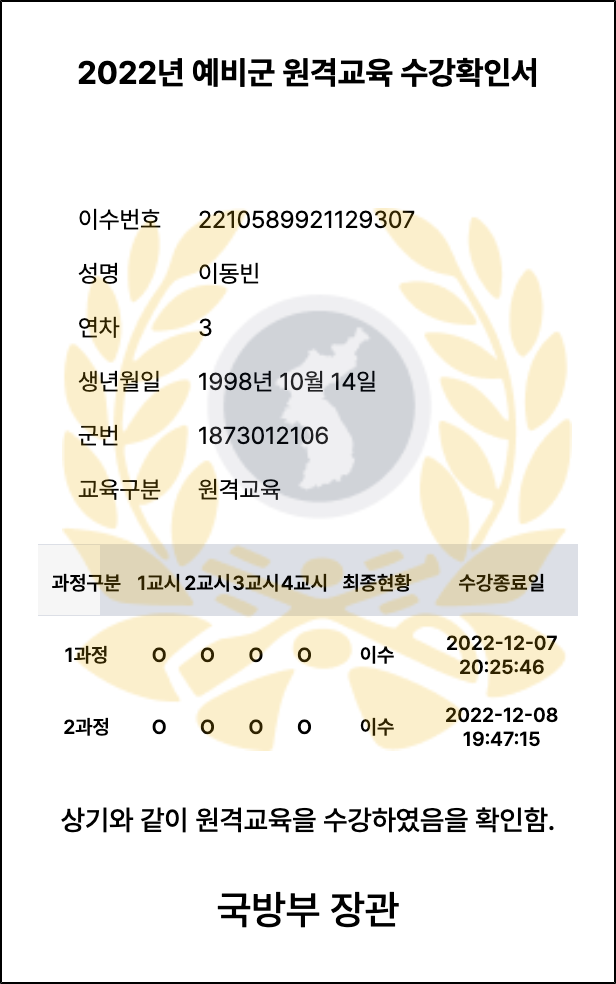 2022년 예비군 원격교육 수강확인서
이수번호 2210589921129307
성명 이동빈
연차 3
생년월일 1998년 10월 14일
군번 1873012106
교육구분 원격교육
과정구분 1교시 2교시 3교시 4교시 최종현황 수강종료일
1과정 O O O O 이수 2022-12-07
20:25:46
2과정 O O O O 이수 2022-12-08
19:47:15
상기와 같이 원격교육을 수강하였음을 확인함.
국방부 장관